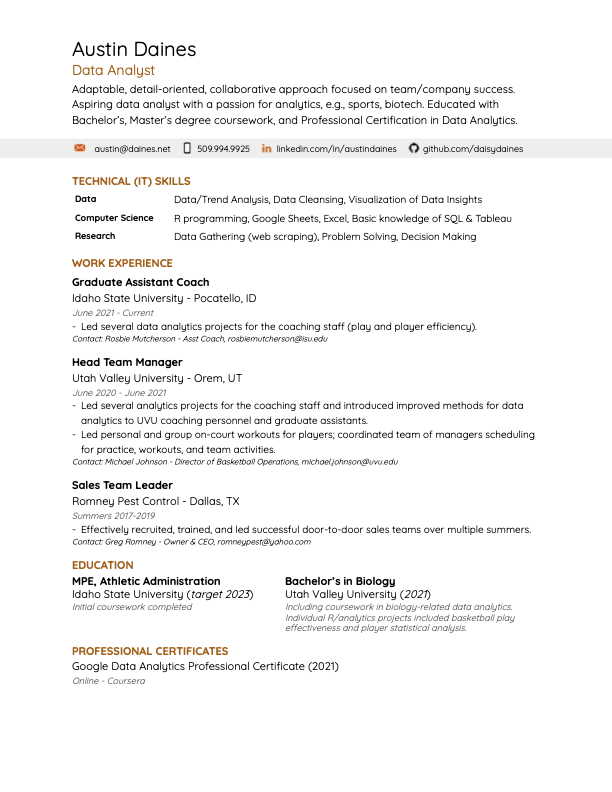 Austin Daines
Data Analyst
Adaptable, detail-oriented, collaborative approach focused on team/company success.
Aspiring data analyst with a passion for analytics, e.g., sports, biotech. Educated with
Bachelor's, Master's degree coursework, and Professional Certification in Data Analytics.
austin@daines.net 509.994.9925 linkedin.com/in/austindaines github.com/daisydaines
TECHNICAL (IT) SKILLS
Data Data/Trend Analysis, Data Cleansing, Visualization of Data Insights
Computer Science R programming, Google Sheets, Excel, Basic knowledge of SQL & Tableau
Research Data Gathering (web scraping), Problem Solving, Decision Making
WORK EXPERIENCE
Graduate Assistant Coach
Idaho State University - Pocatello, ID
June 2021 - Current
- Led several data analytics projects for the coaching staff (play and player efficiency).
Contact: Rosbie Mutcherson - Asst Coach, rosbiemutcherson@isu.edu
Head Team Manager
Utah Valley University - Orem, UT
June 2020 - June 2021
- Led several analytics projects for the coaching staff and introduced improved methods for data
analytics to UVU coaching personnel and graduate assistants.
- Led personal and group on-court workouts for players; coordinated team of managers scheduling
for practice, workouts, and team activities.
Contact: Michael Johnson - Director of Basketball Operations, michael.johnson@uvu.edu
Sales Team Leader
Romney Pest Control - Dallas, TX
Summers 2017-2019
- Effectively recruited, trained, and led successful door-to-door sales teams over multiple summers.
Contact: Greg Romney - Owner & CEO, romneypest@yahoo.com
EDUCATION
MPE, Athletic Administration
Idaho State University (target 2023)
Initial coursework completed
Bachelor's in Biology
Utah Valley University (2021)
Including coursework in biology-related data analytics.
Individual R/analytics projects included basketball play
effectiveness and player statistical analysis.
PROFESSIONAL CERTIFICATES
Google Data Analytics Professional Certificate (2021)
Online - Coursera